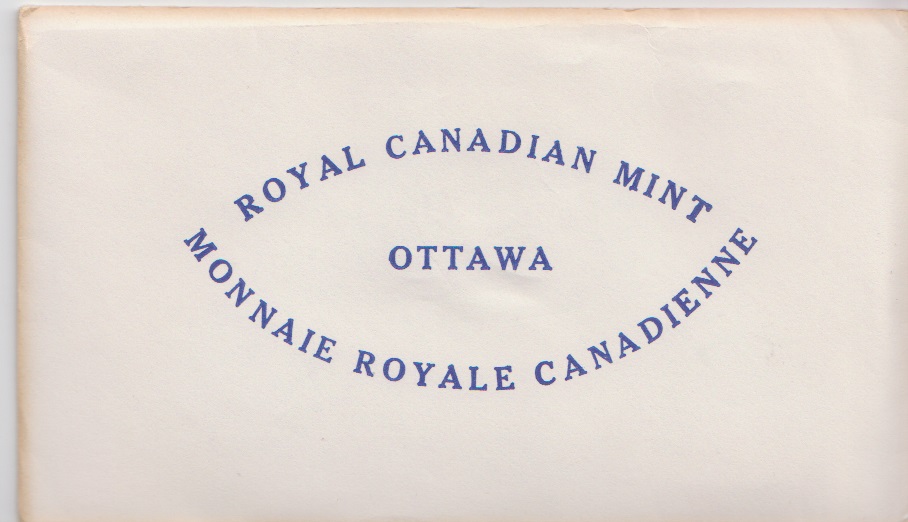 ROYAL CANADIAN MINT
OTTAWA
MONNAIE ROYALE CANADIENNE